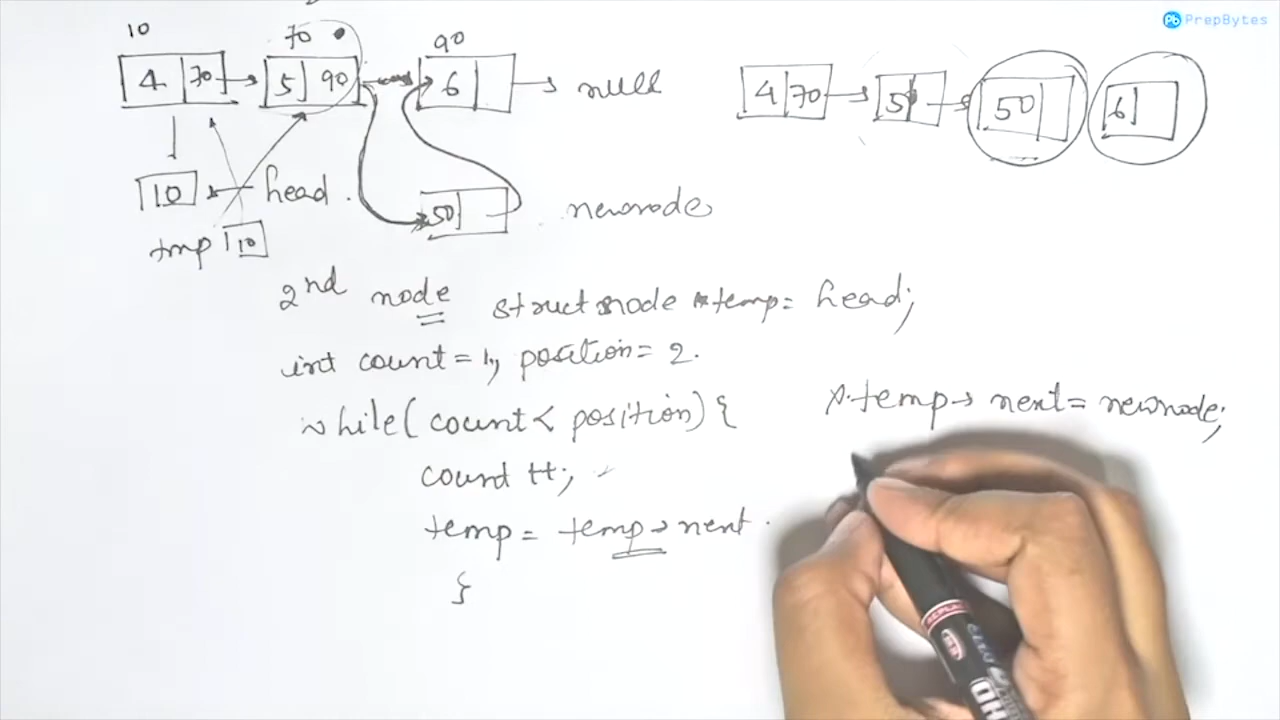 PrepBytes
10 70 90
4 70 5 90 6 null
4 70 5 50 6
10 head.
50 newnode
tmp 10
2nd node struct node *temp = head;
int count = 1, position = 2.
while( count < position) {
temp→ next = newnode;
count ++;
temp = temp→next.
}